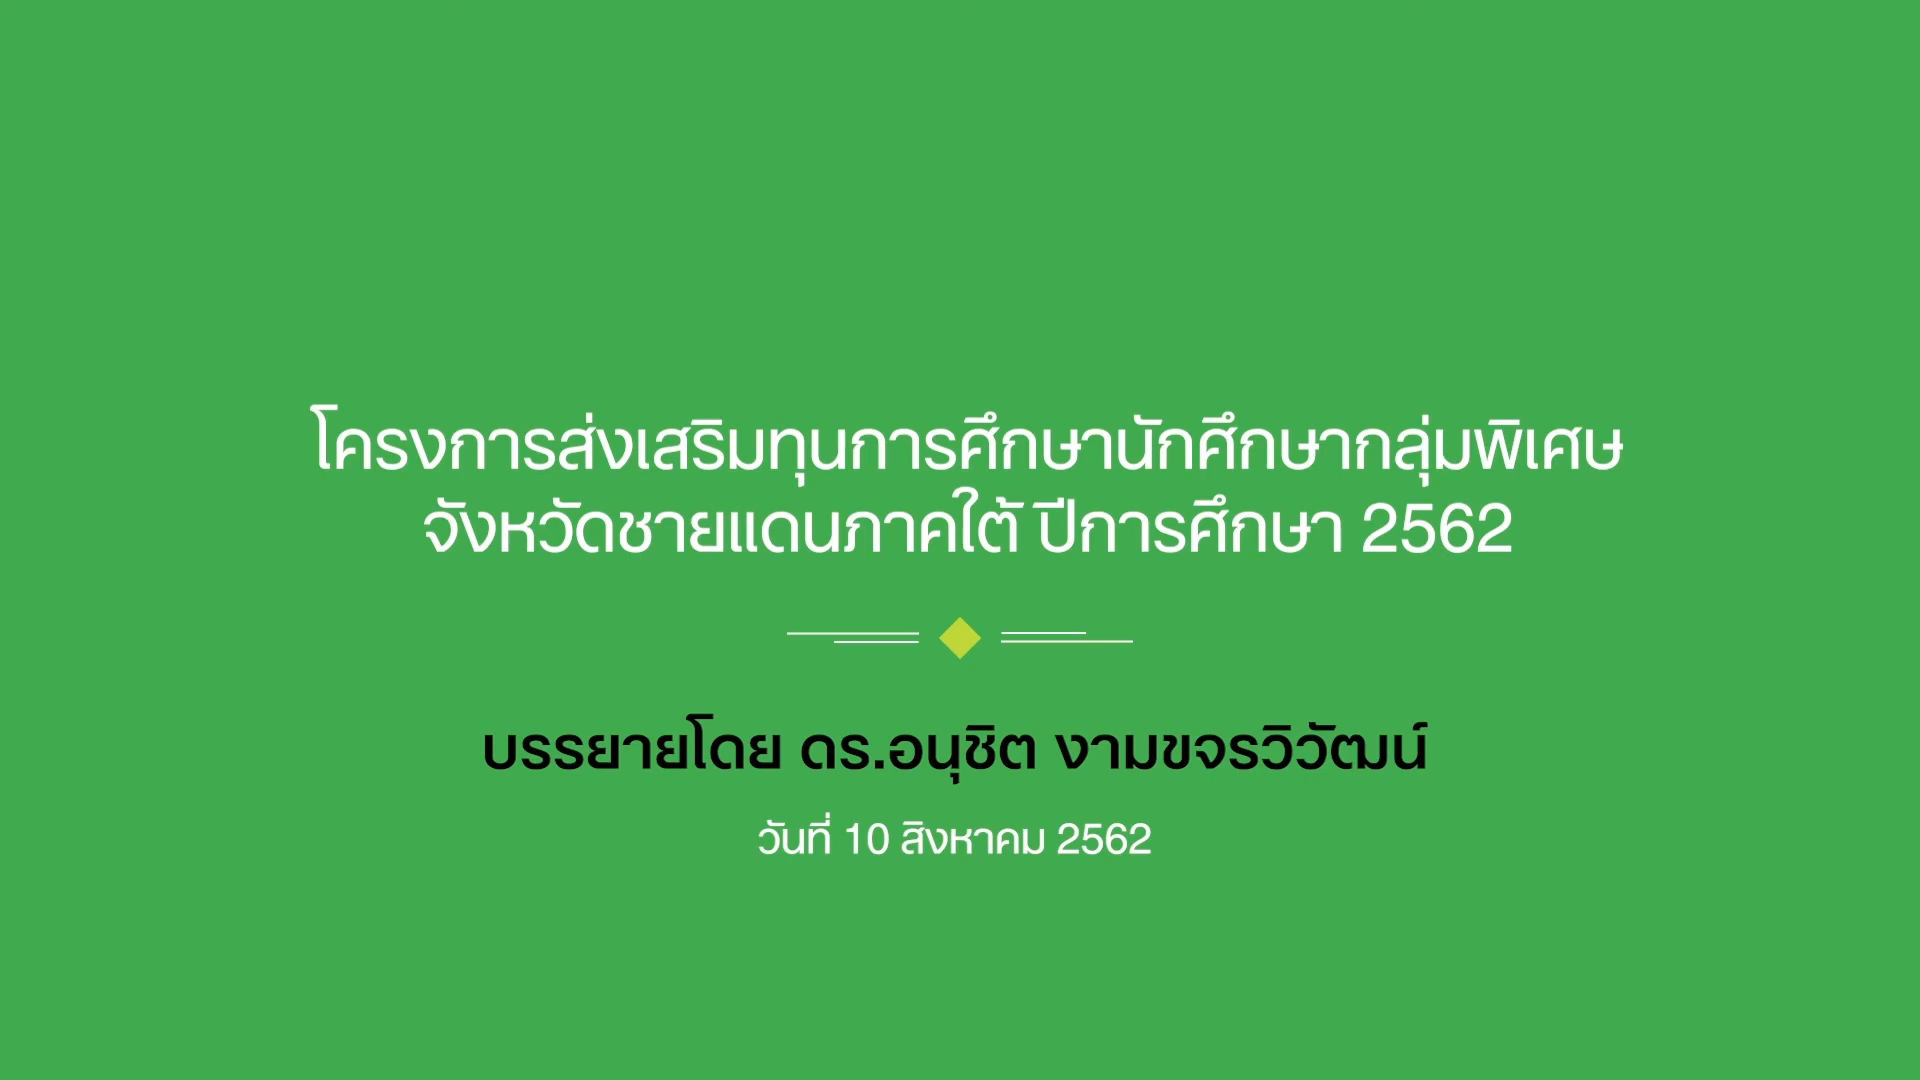 โครงการส่งเสริมทุนการศึกษานักศึกษากลุ่มพิเศษ
จังหวัดชายแดนภาคใต้ ปีการศึกษา 2562
บรรยายโดย ดร.อนุชิต งามขจรวิวัฒน์
วันที่ 10 สิงหาคม 2562